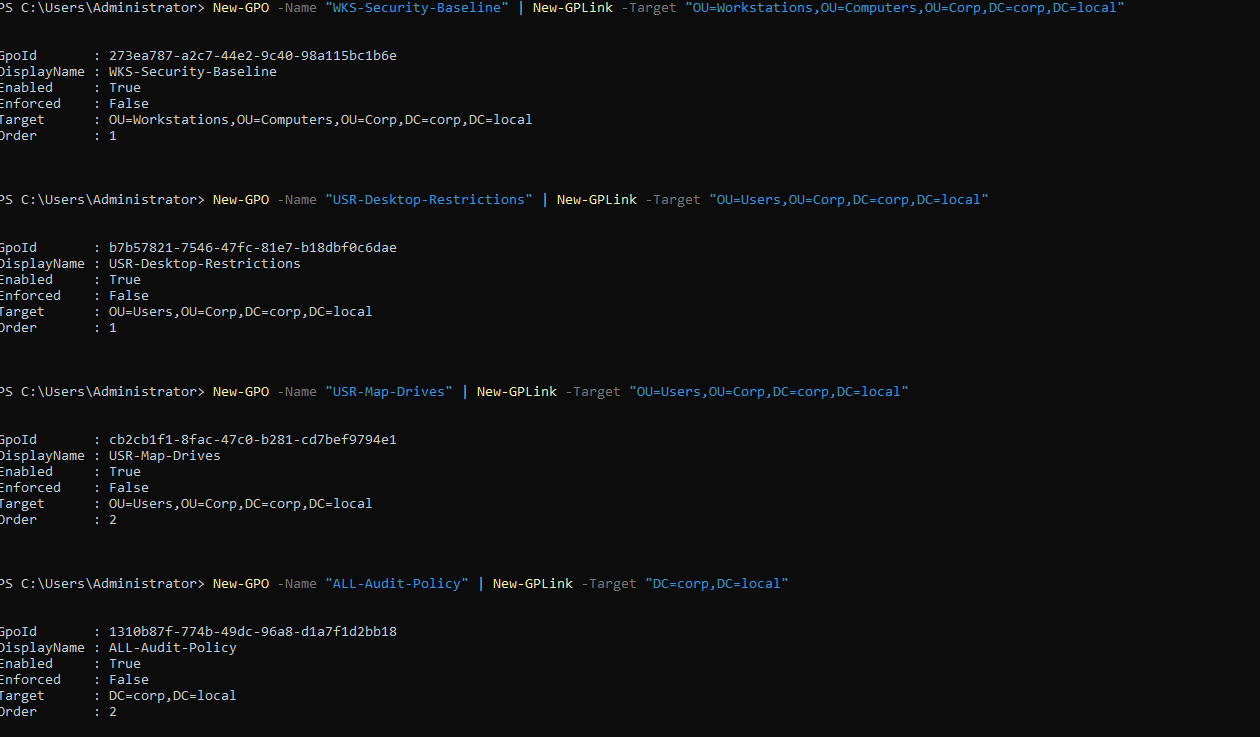 PS C:\Users\Administrator> New-GPO -Name "WKS-Security-Baseline" | New-GPLink -Target "OU=Workstations,OU=Computers,OU=Corp,DC=corp,DC=local"
GpoId : 273ea787-a2c7-44e2-9c40-98a115bc1b6e
DisplayName : WKS-Security-Baseline
Enabled : True
Enforced : False
Target : OU=Workstations,OU=Computers,OU=Corp,DC=corp,DC=local
Order : 1
PS C:\Users\Administrator> New-GPO -Name "USR-Desktop-Restrictions" | New-GPLink -Target "OU=Users,OU=Corp,DC=corp,DC=local"
GpoId : b7b57821-7546-47fc-81e7-b18dbf0c6dae
DisplayName : USR-Desktop-Restrictions
Enabled : True
Enforced : False
Target : OU=Users,OU=Corp,DC=corp,DC=local
Order : 1
PS C:\Users\Administrator> New-GPO -Name "USR-Map-Drives" | New-GPLink -Target "OU=Users,OU=Corp,DC=corp,DC=local"
GpoId : cb2cb1f1-8fac-47c0-b281-cd7bef9794e1
DisplayName : USR-Map-Drives
Enabled : True
Enforced : False
Target : OU=Users,OU=Corp,DC=corp,DC=local
Order : 2
PS C:\Users\Administrator> New-GPO -Name "ALL-Audit-Policy" | New-GPLink -Target "DC=corp,DC=local"
GpoId : 1310b87f-774b-49dc-96a8-d1a7f1d2bb18
DisplayName : ALL-Audit-Policy
Enabled : True
Enforced : False
Target : DC=corp,DC=local
Order : 2